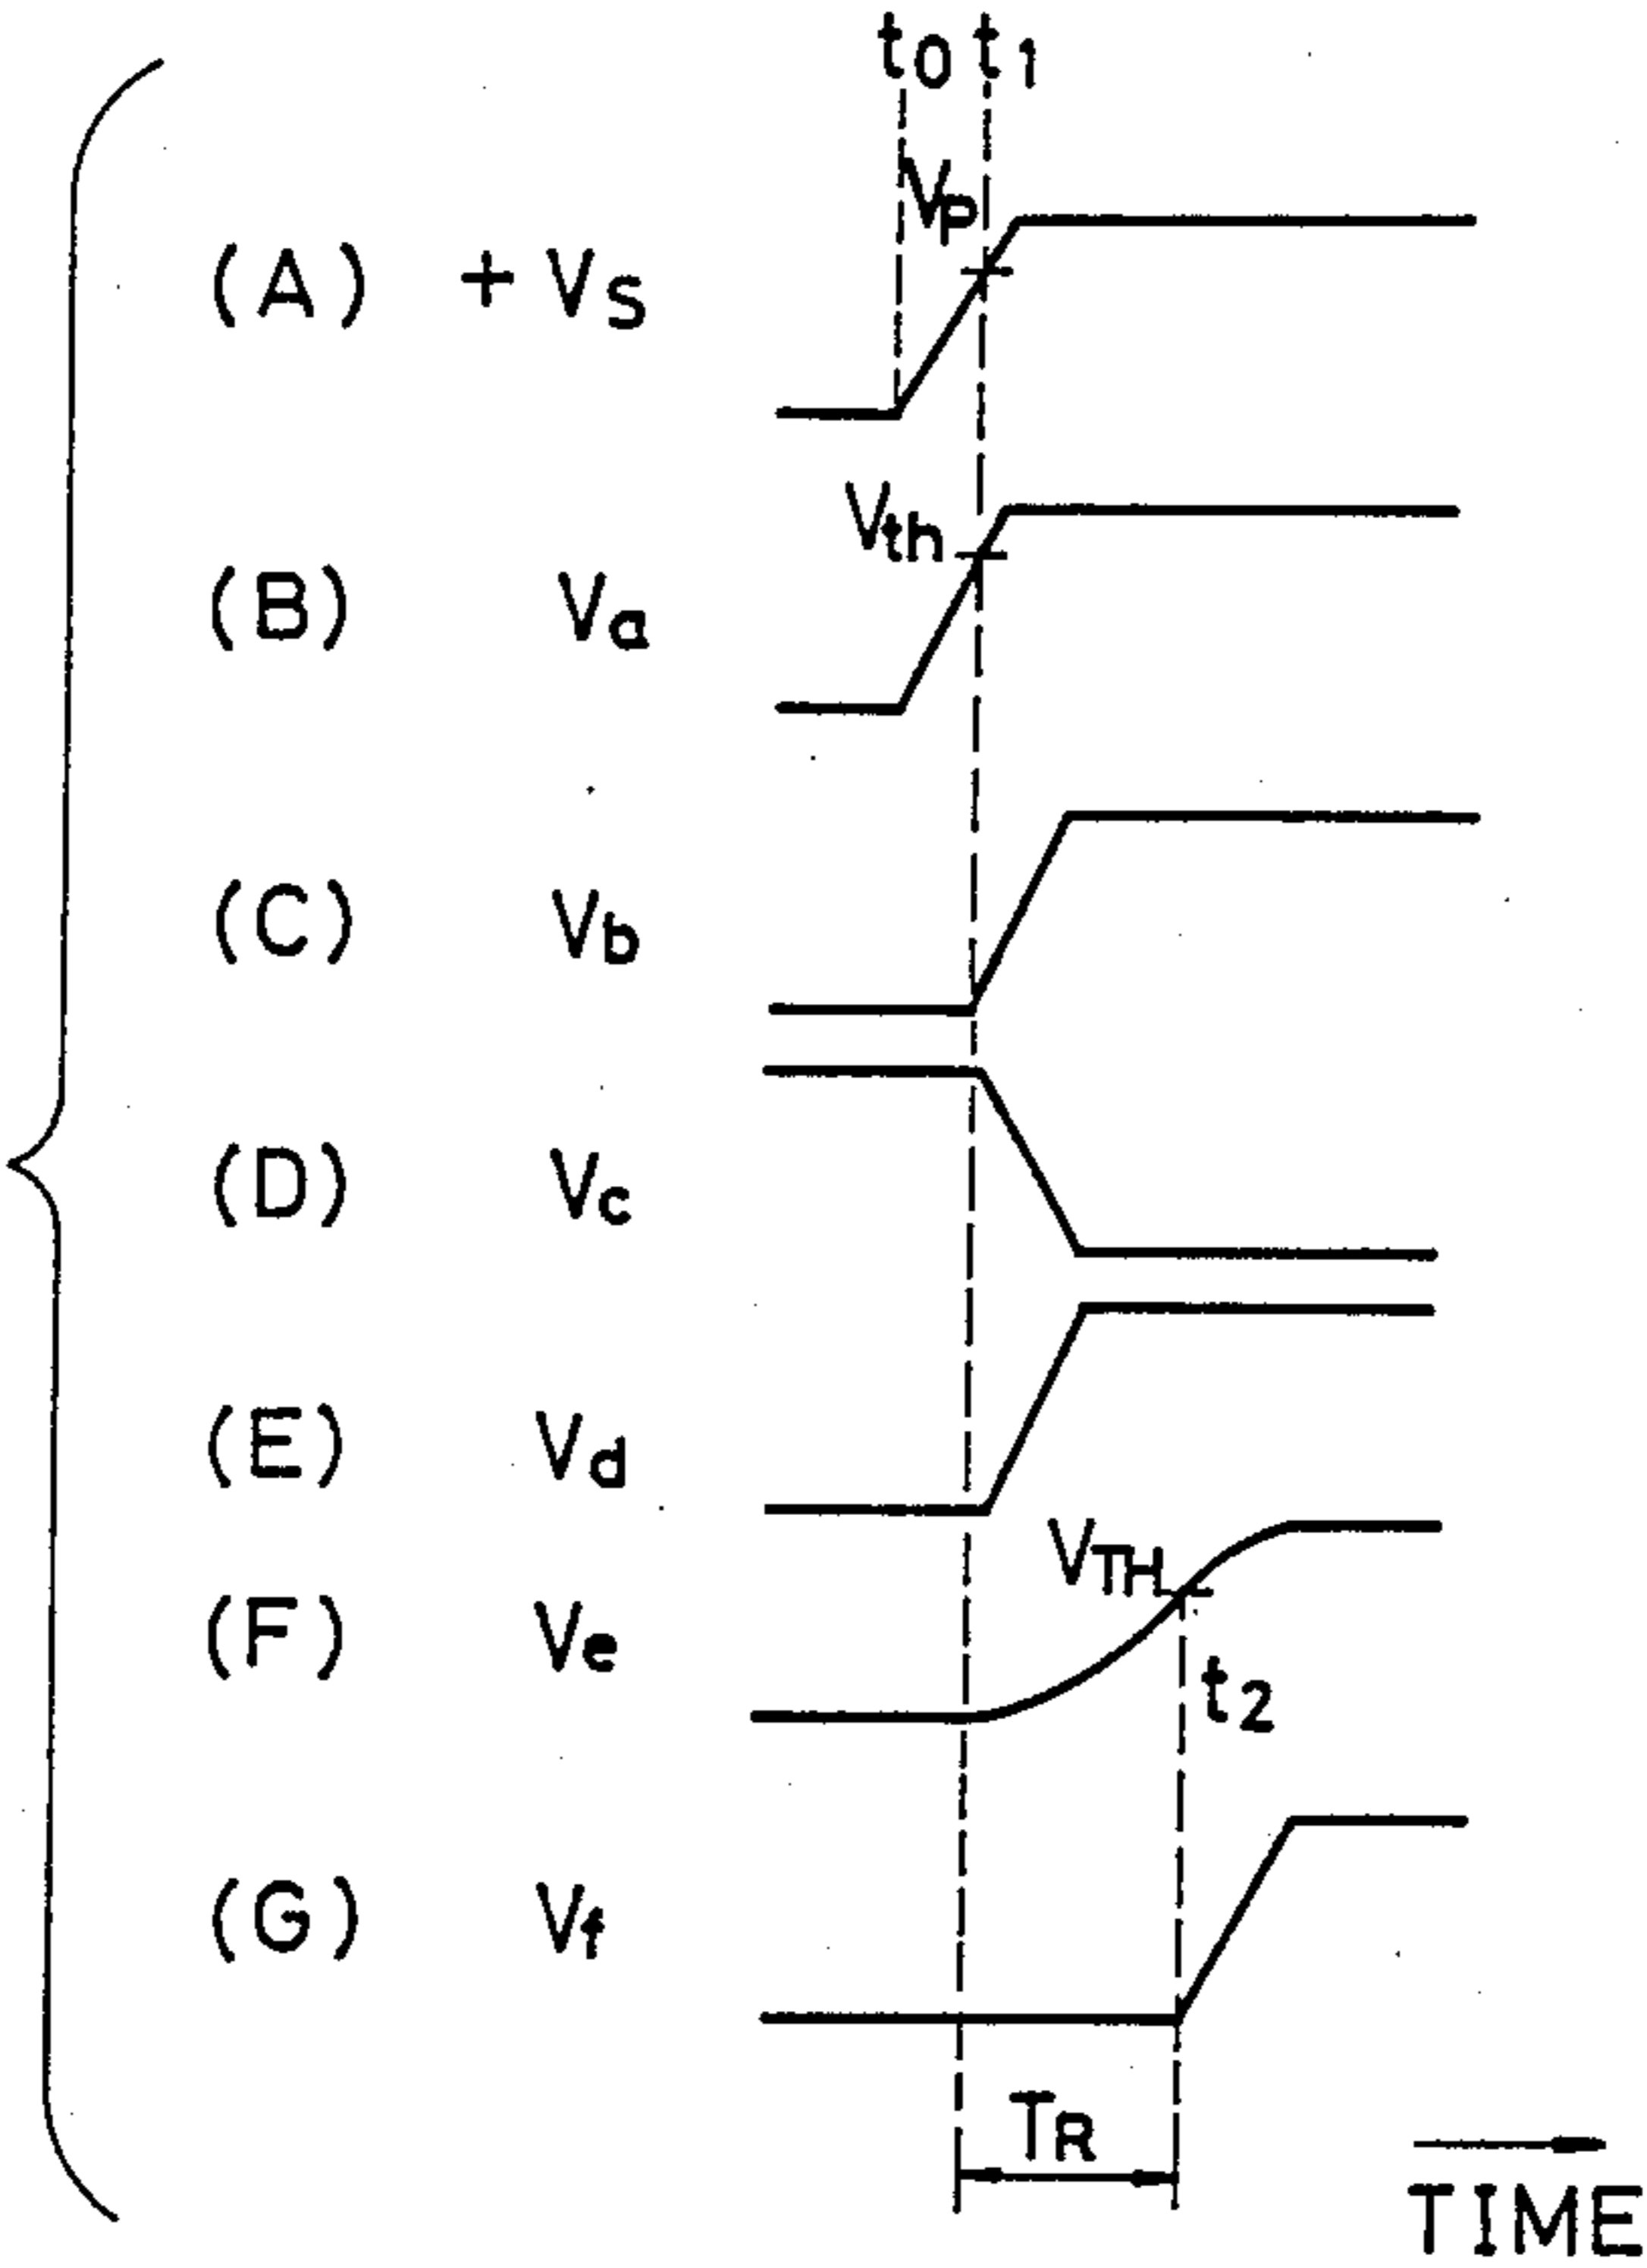 t0 t1
Vp
(A) +Vs
Vth
(B) Va
(C) Vb
(D) Vc
(E) Vd
VTH
(F) Ve
t2
(G) Vf
TR
TIME